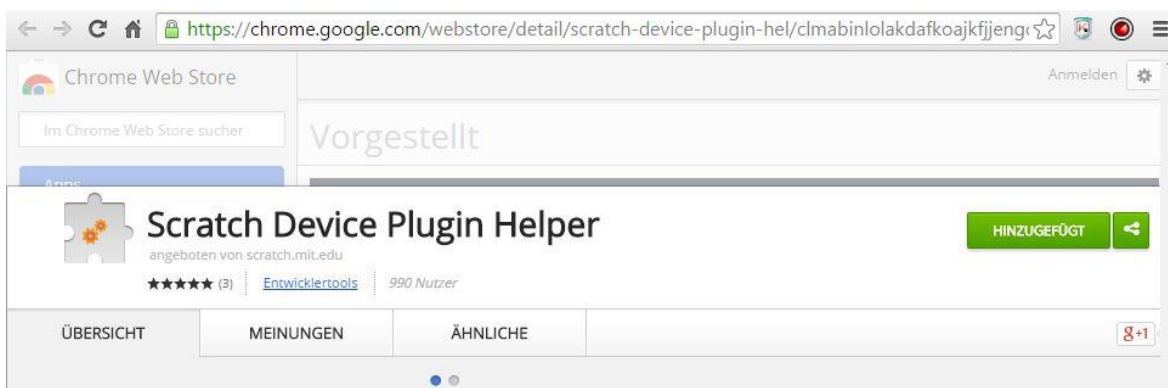 https://chrome.google.com/webstore/detail/scratch-device-plugin-hel/clmabinlolakdafkoajkfjjeng
Chrome Web Store
Anmelden
Im Chrome Web Store sucher
Vorgestellt
Apps
Scratch Device Plugin Helper
HINZUGEFÜGT
angeboten von scratch.mit.edu
(3) Entwicklertools 990 Nutzer
ÜBERSICHT MEINUNGEN ÄHNLICHE
g+1